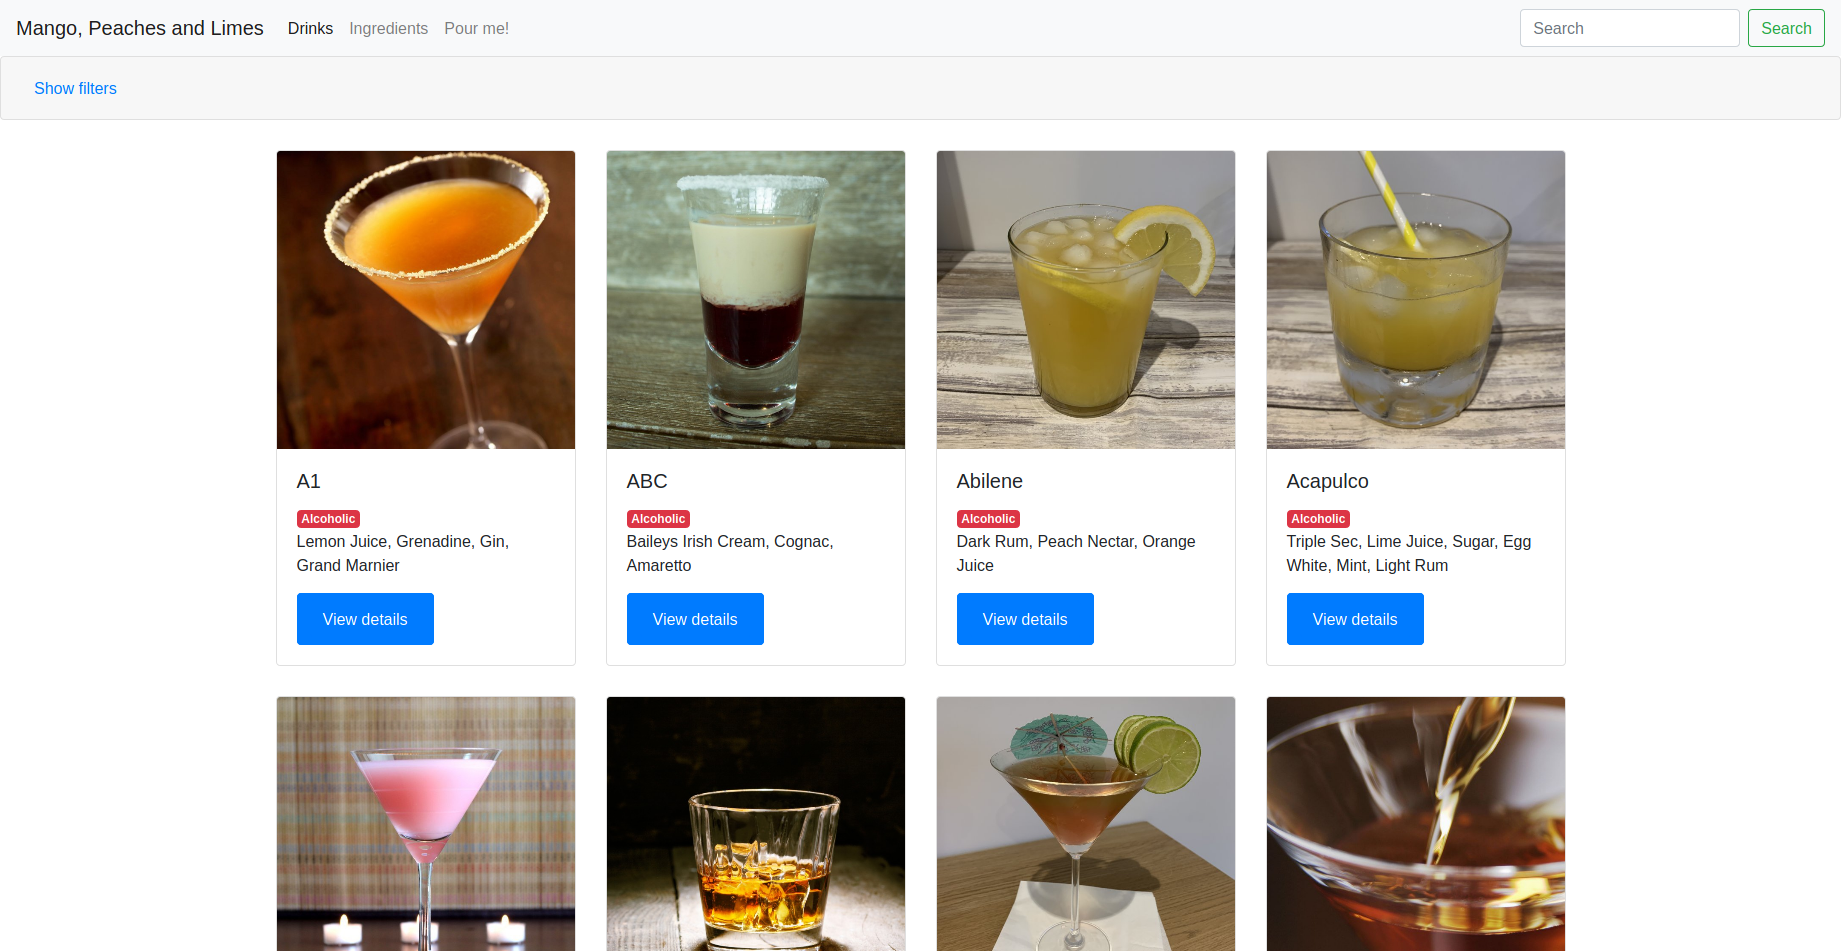 Mango, Peaches and Limes Drinks Ingredients Pour me! Search Search
Show filters
A1
Alcoholic
Lemon Juice, Grenadine, Gin,
Grand Marnier
View details
ABC
Alcoholic
Baileys Irish Cream, Cognac,
Amaretto
View details
Abilene
Alcoholic
Dark Rum, Peach Nectar, Orange
Juice
View details
Acapulco
Alcoholic
Triple Sec, Lime Juice, Sugar, Egg
White, Mint, Light Rum
View details